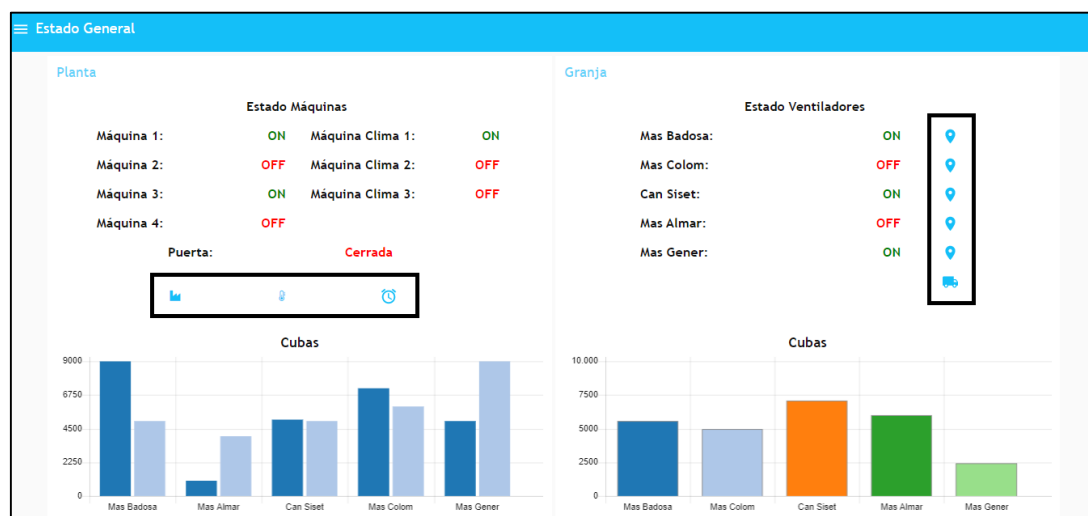 Estado General
Planta
Estado Máquinas
Máquina 1: ON Máquina Clima 1: ON
Máquina 2: OFF Máquina Clima 2: OFF
Máquina 3: ON Máquina Clima 3: OFF
Máquina 4: OFF
Puerta: Cerrada
Cubas
9000
6750
4500
2250
0
Mas Badosa Mas Almar Can Siset Mas Colom Mas Gener
Granja
Estado Ventiladores
Mas Badosa: ON
Mas Colom: OFF
Can Siset: ON
Mas Almar: OFF
Mas Gener: ON
Cubas
10.000
7500
5000
2500
0
Mas Badosa Mas Colom Can Siset Mas Almar Mas Gener